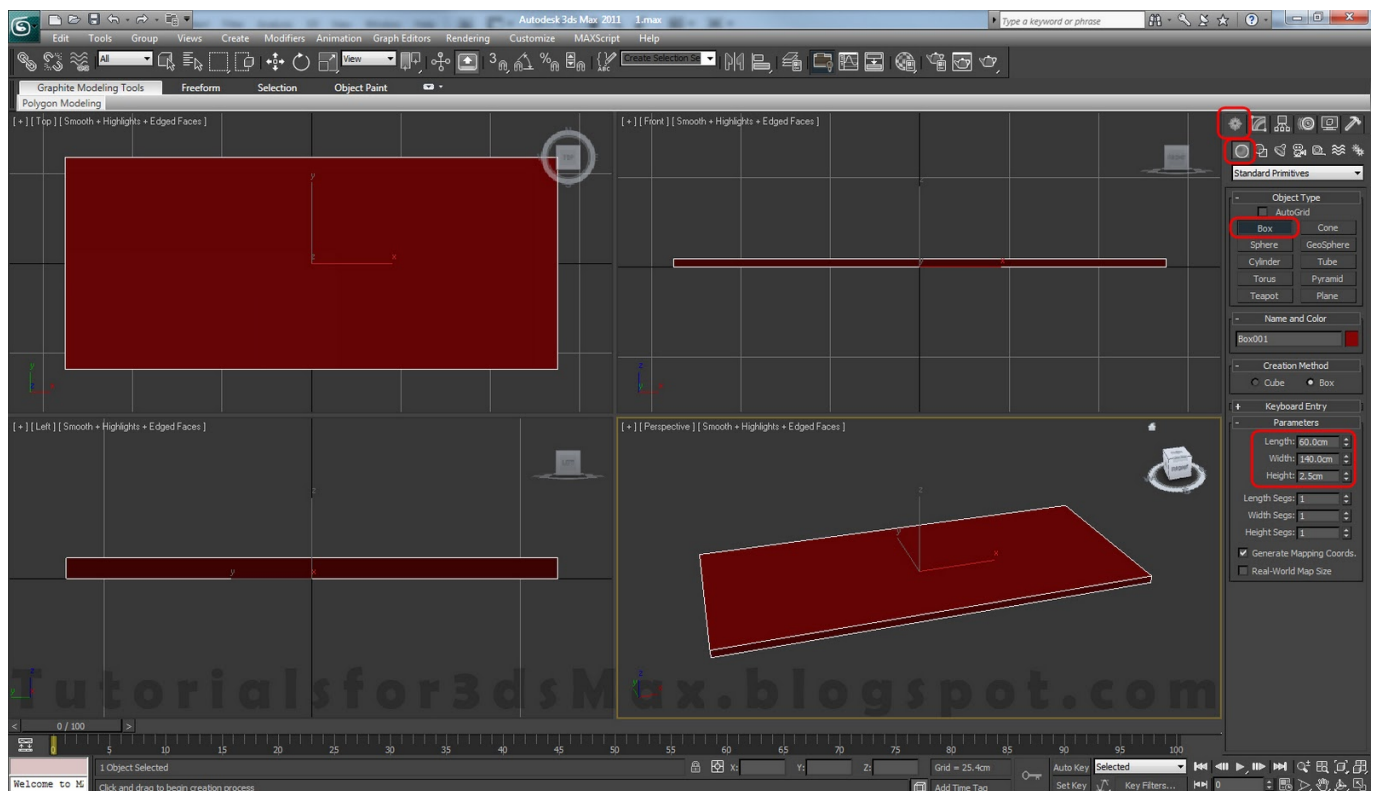 Autodesk 3ds Max 2011 1.max
Type a keyword or phrase
Edit Tools Group Views Create Modifiers Animation Graph Editors Rendering Customize MAXScript Help
All View Create Selection Se
Graphite Modeling Tools Freeform Selection Object Paint
Polygon Modeling
[ + ] [ Top ] [ Smooth + Highlights + Edged Faces ]
TOP
y
z x
y
z x
[ + ] [ Front ] [ Smooth + Highlights + Edged Faces ]
FRONT
z
y x
z
y x
[ + ] [ Left ] [ Smooth + Highlights + Edged Faces ]
LEFT
z
y x
z
y
[ + ] [ Perspective ] [ Smooth + Highlights + Edged Faces ]
z
y x
z
y
Standard Primitives
- Object Type
AutoGrid
Box Cone
Sphere GeoSphere
Cylinder Tube
Torus Pyramid
Teapot Plane
- Name and Color
Box001
- Creation Method
Cube Box
+ Keyboard Entry
- Parameters
Length: 60.0cm
Width: 140.0cm
Height: 2.5cm
Length Segs: 1
Width Segs: 1
Height Segs: 1
Generate Mapping Coords.
Real-World Map Size
Tutorialsfor3dsMax.blogspot.com
< 0 / 100 >
0 5 10 15 20 25 30 35 40 45 50 55 60 65 70 75 80 85 90 95 100
1 Object Selected X: Y: Z: Grid = 25.4cm Auto Key Selected
Welcome to M Click and drag to begin creation process Add Time Tag Set Key Key Filters... 0